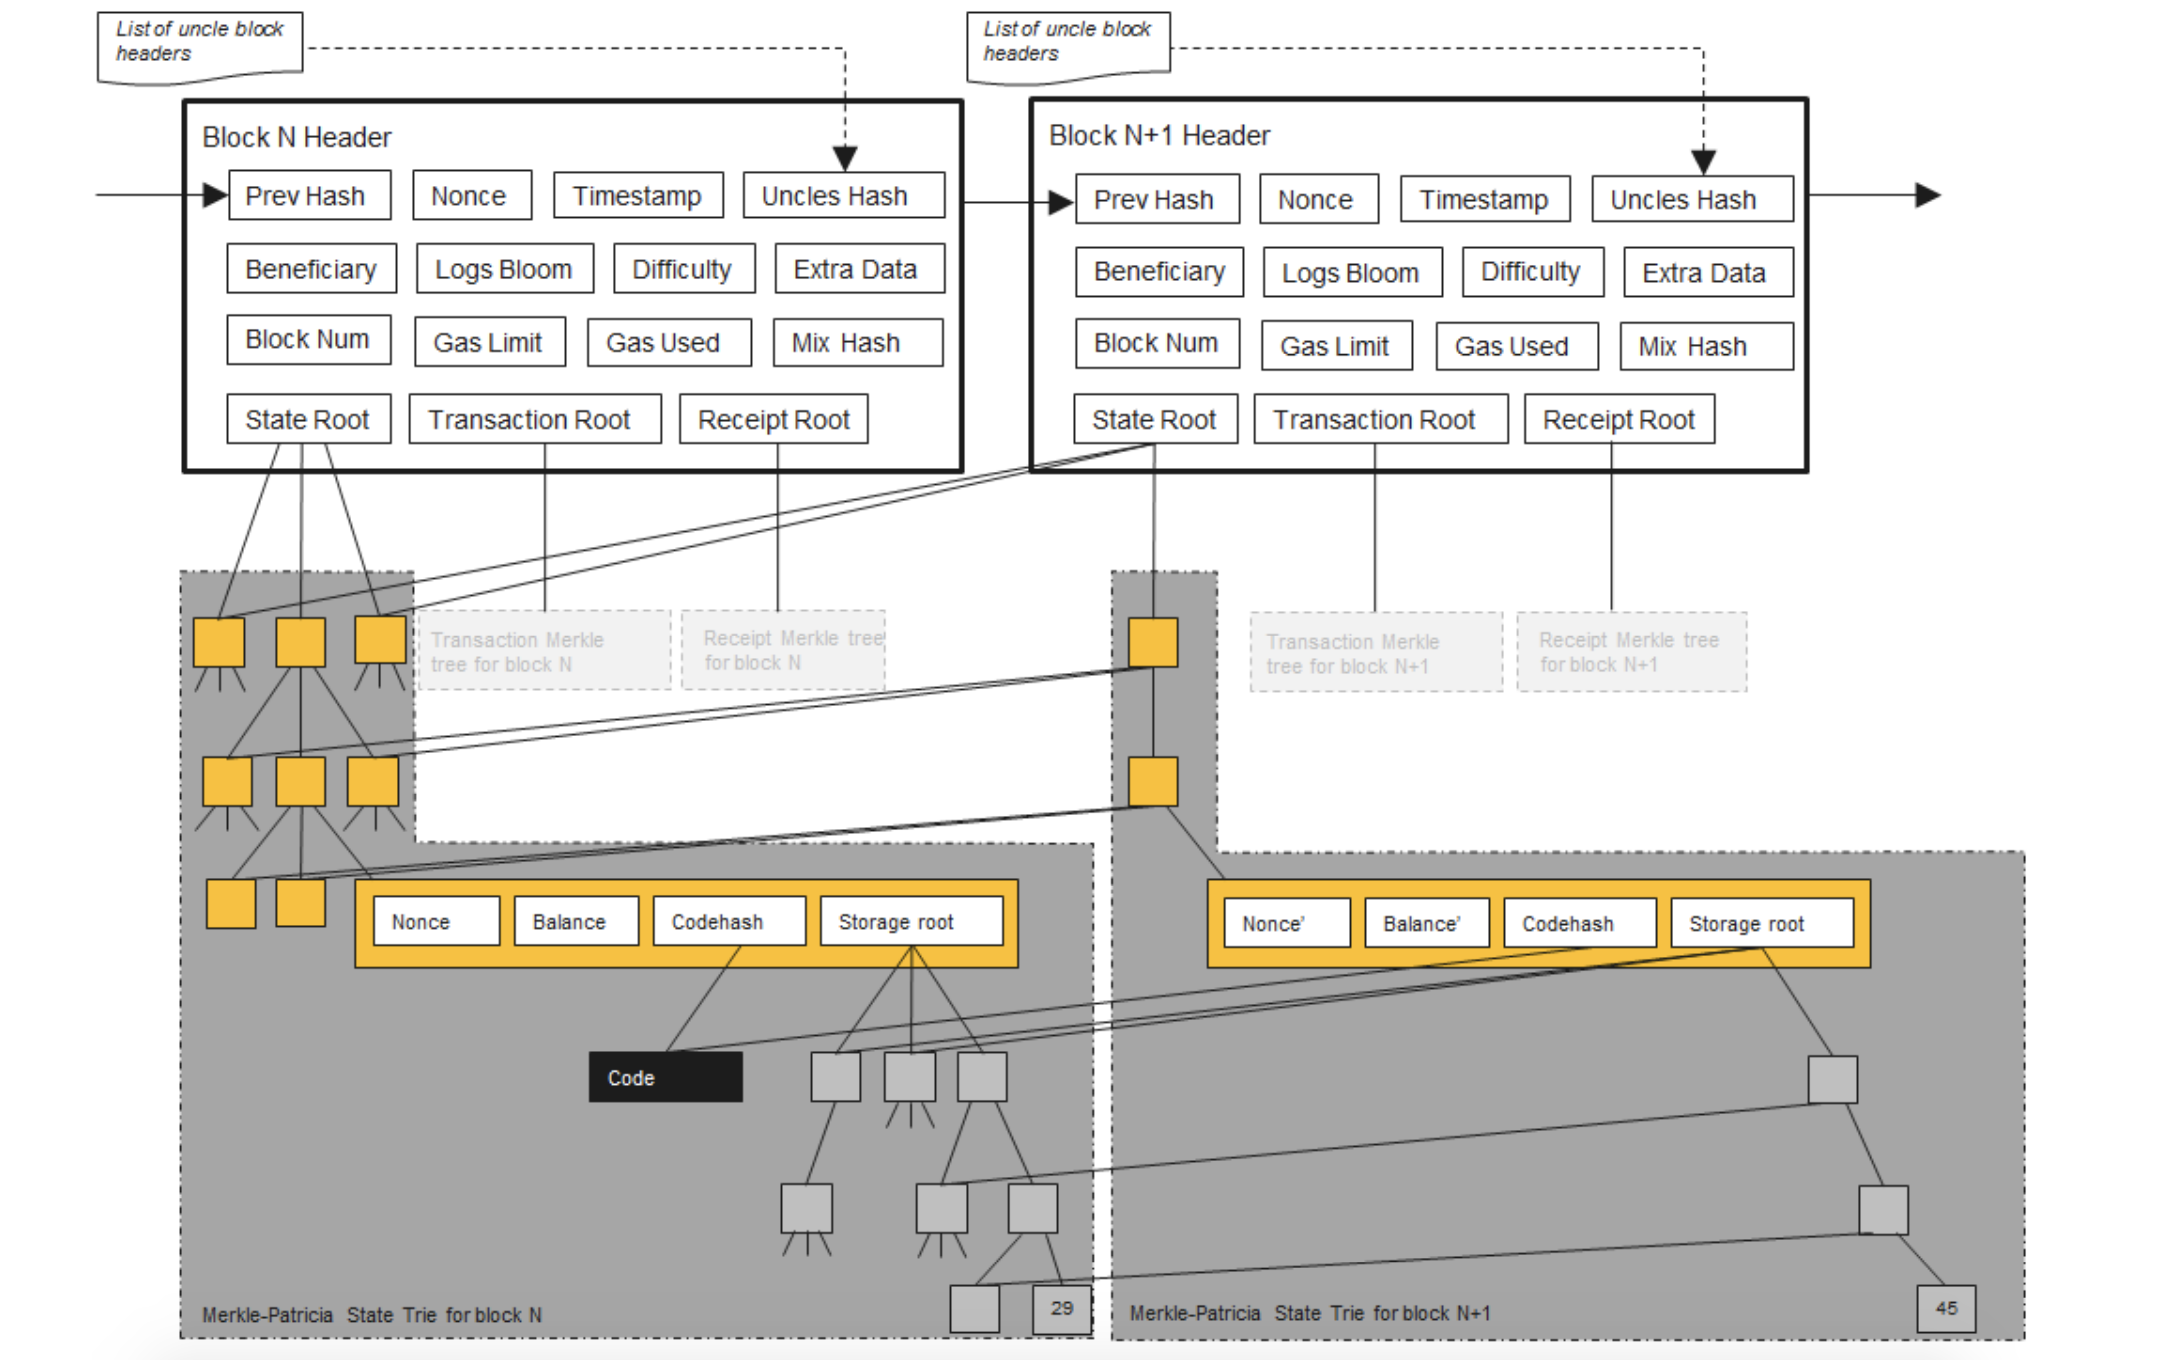 List of uncle block
headers
List of uncle block
headers
Block N Header
Prev Hash
Nonce
Timestamp
Uncles Hash
Beneficiary
Logs Bloom
Difficulty
Extra Data
Block Num
Gas Limit
Gas Used
Mix Hash
State Root
Transaction Root
Receipt Root
Block N+1 Header
Prev Hash
Nonce
Timestamp
Uncles Hash
Beneficiary
Logs Bloom
Difficulty
Extra Data
Block Num
Gas Limit
Gas Used
Mix Hash
State Root
Transaction Root
Receipt Root
Transaction Merkle
tree for block N
Receipt Merkle tree
for block N
Transaction Merkle
tree for block N+1
Receipt Merkle tree
for block N+1
Nonce
Balance
Codehash
Storage root
Nonce’
Balance’
Codehash
Storage root
Code
29
45
Merkle-Patricia State Trie for block N
Merkle-Patricia State Trie for block N+1